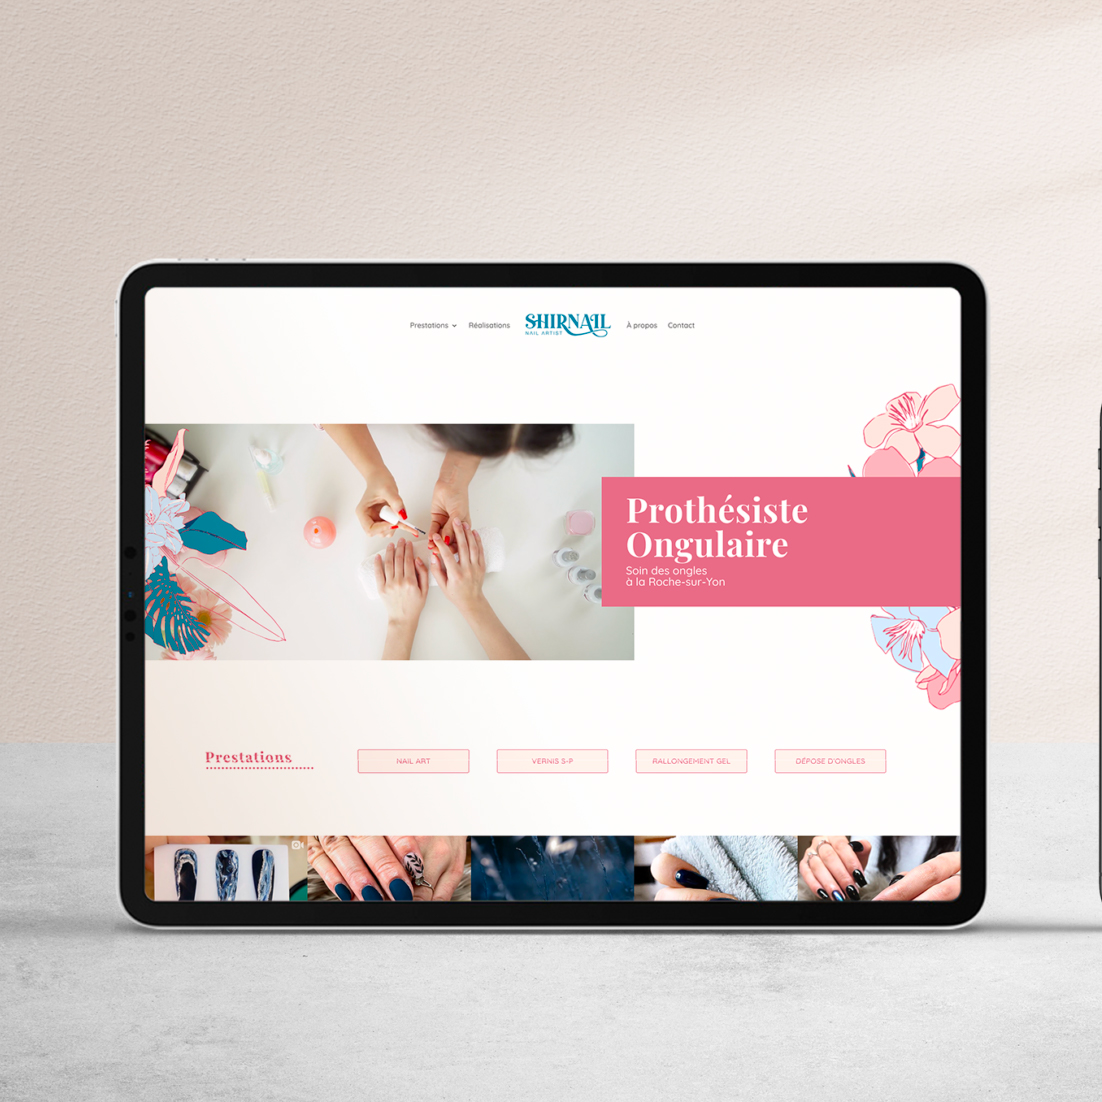 Prestations
Réalisations
SHIRNAIL
NAIL ARTIST
À propos
Contact
Prothésiste
Ongulaire
Soin des ongles
à la Roche-sur-Yon
Prestations
NAIL ART
VERNIS S-P
RALLONGEMENT GEL
DÉPOSE D'ONGLES